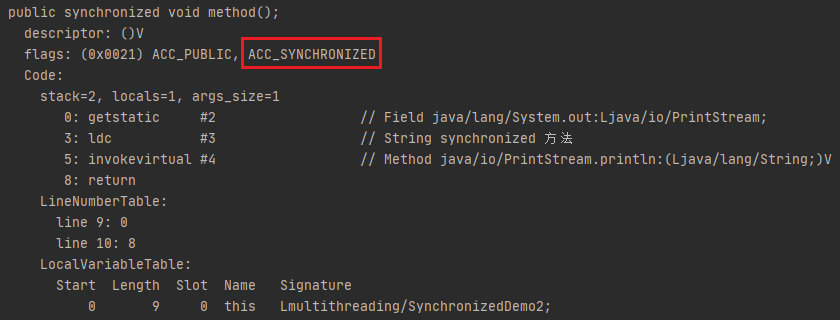 public synchronized void method();
  descriptor: ()V
  flags: (0x0021) ACC_PUBLIC, ACC_SYNCHRONIZED
  Code:
    stack=2, locals=1, args_size=1
       0: getstatic     #2                  // Field java/lang/System.out:Ljava/io/PrintStream;
       3: ldc           #3                  // String synchronized 方法
       5: invokevirtual #4                  // Method java/io/PrintStream.println:(Ljava/lang/String;)V
       8: return
    LineNumberTable:
      line 9: 0
      line 10: 8
    LocalVariableTable:
      Start  Length  Slot  Name   Signature
          0       9     0  this   Lmultithreading/SynchronizedDemo2;